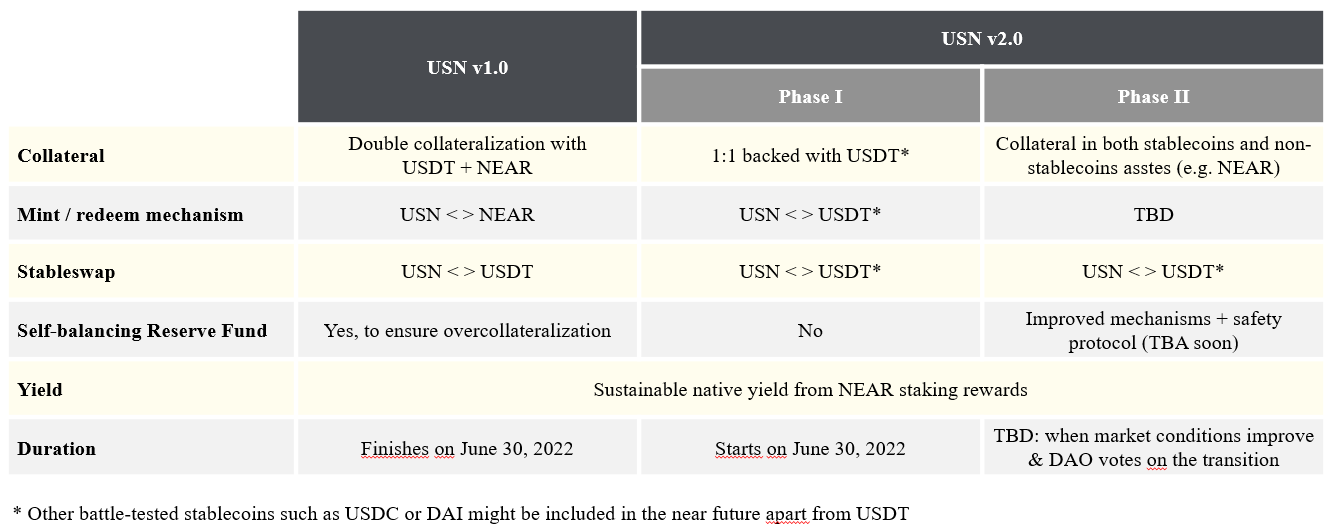 USN v1.0
USN v2.0
Phase I
Phase II
Collateral
Double collateralization with
USDT + NEAR
1:1 backed with USDT*
Collateral in both stablecoins and non-
stablecoins asstes (e.g. NEAR)
Mint / redeem mechanism
USN < > NEAR
USN < > USDT*
TBD
Stableswap
USN < > USDT
USN < > USDT*
USN < > USDT*
Self-balancing Reserve Fund
Yes, to ensure overcollateralization
No
Improved mechanisms + safety
protocol (TBA soon)
Yield
Sustainable native yield from NEAR staking rewards
Duration
Finishes on June 30, 2022
Starts on June 30, 2022
TBD: when market conditions improve
& DAO votes on the transition
* Other battle-tested stablecoins such as USDC or DAI might be included in the near future apart from USDT